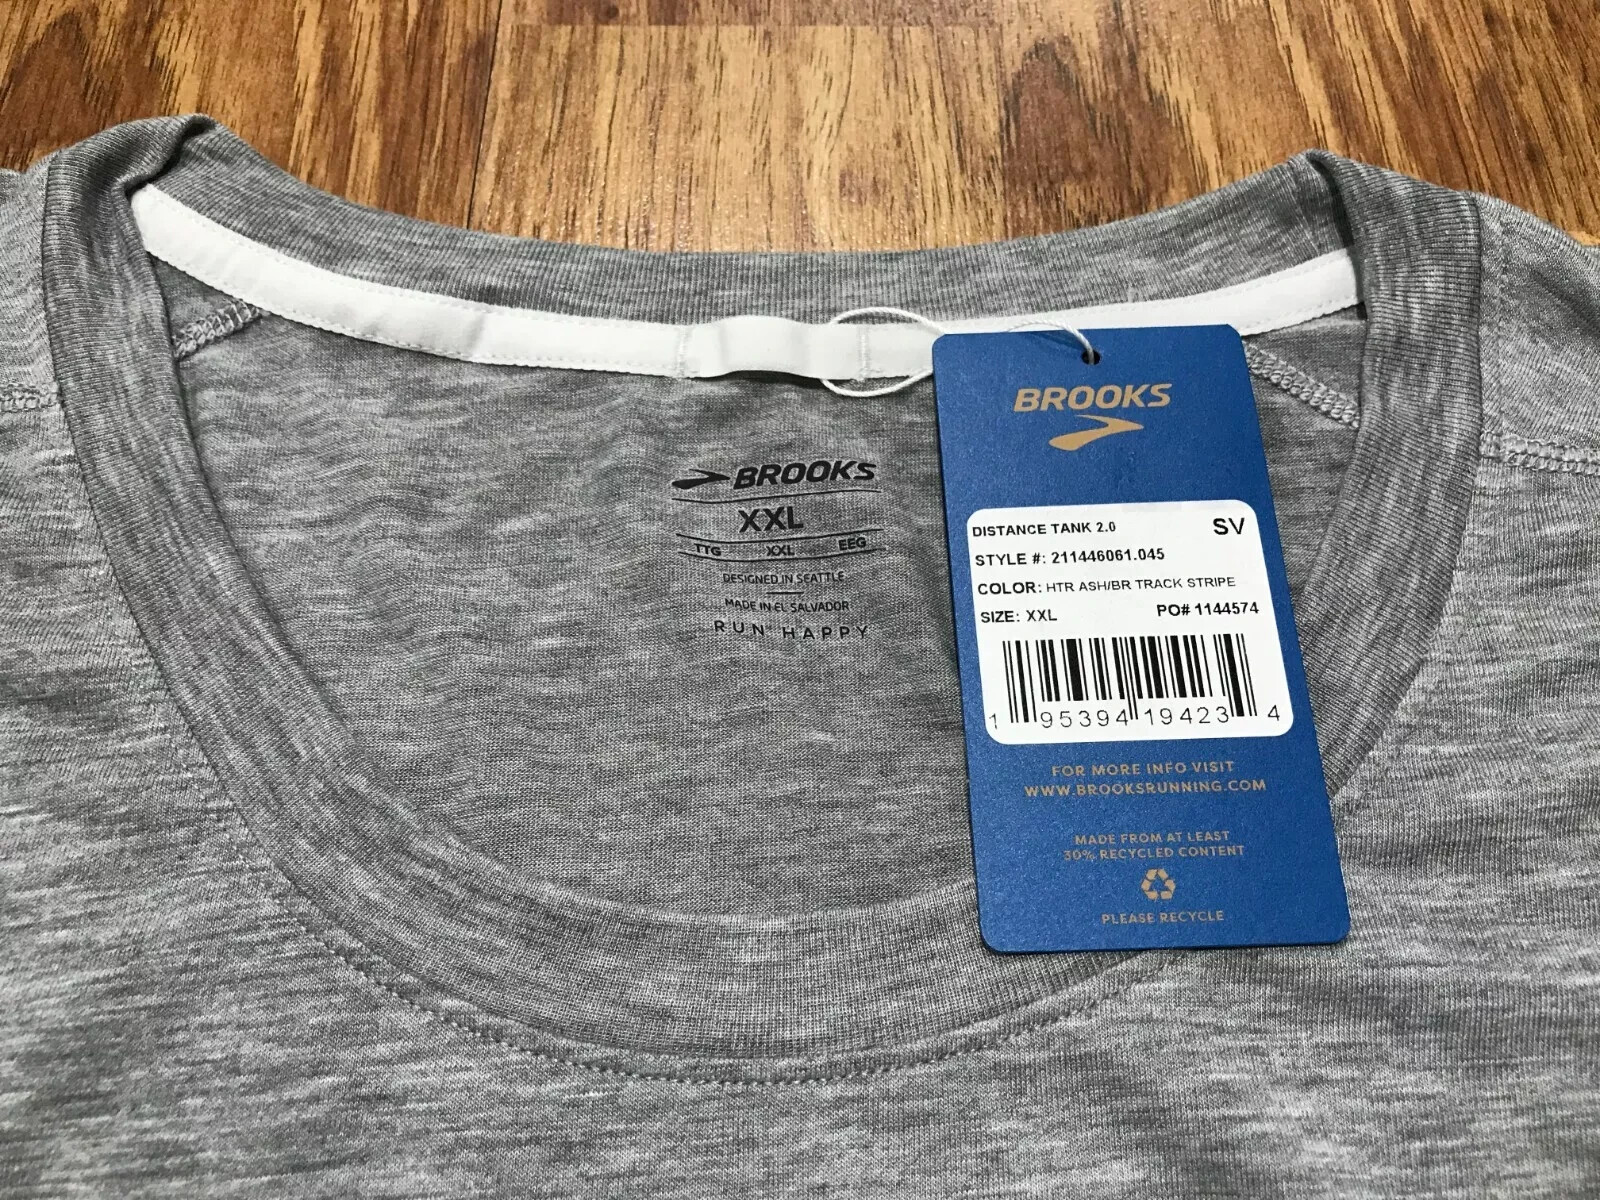 BROOKS
XXL
TTG XXL EEG
DESIGNED IN SEATTLE
MADE IN EL SALVADOR
RUN HAPPY
BROOKS
DISTANCE TANK 2.0 SV
STYLE #: 211446061.045
COLOR: HTR ASH/BR TRACK STRIPE
SIZE: XXL PO# 1144574
1 95394 19423 4
FOR MORE INFO VISIT
WWW.BROOKSRUNNING.COM
MADE FROM AT LEAST
30% RECYCLED CONTENT
PLEASE RECYCLE